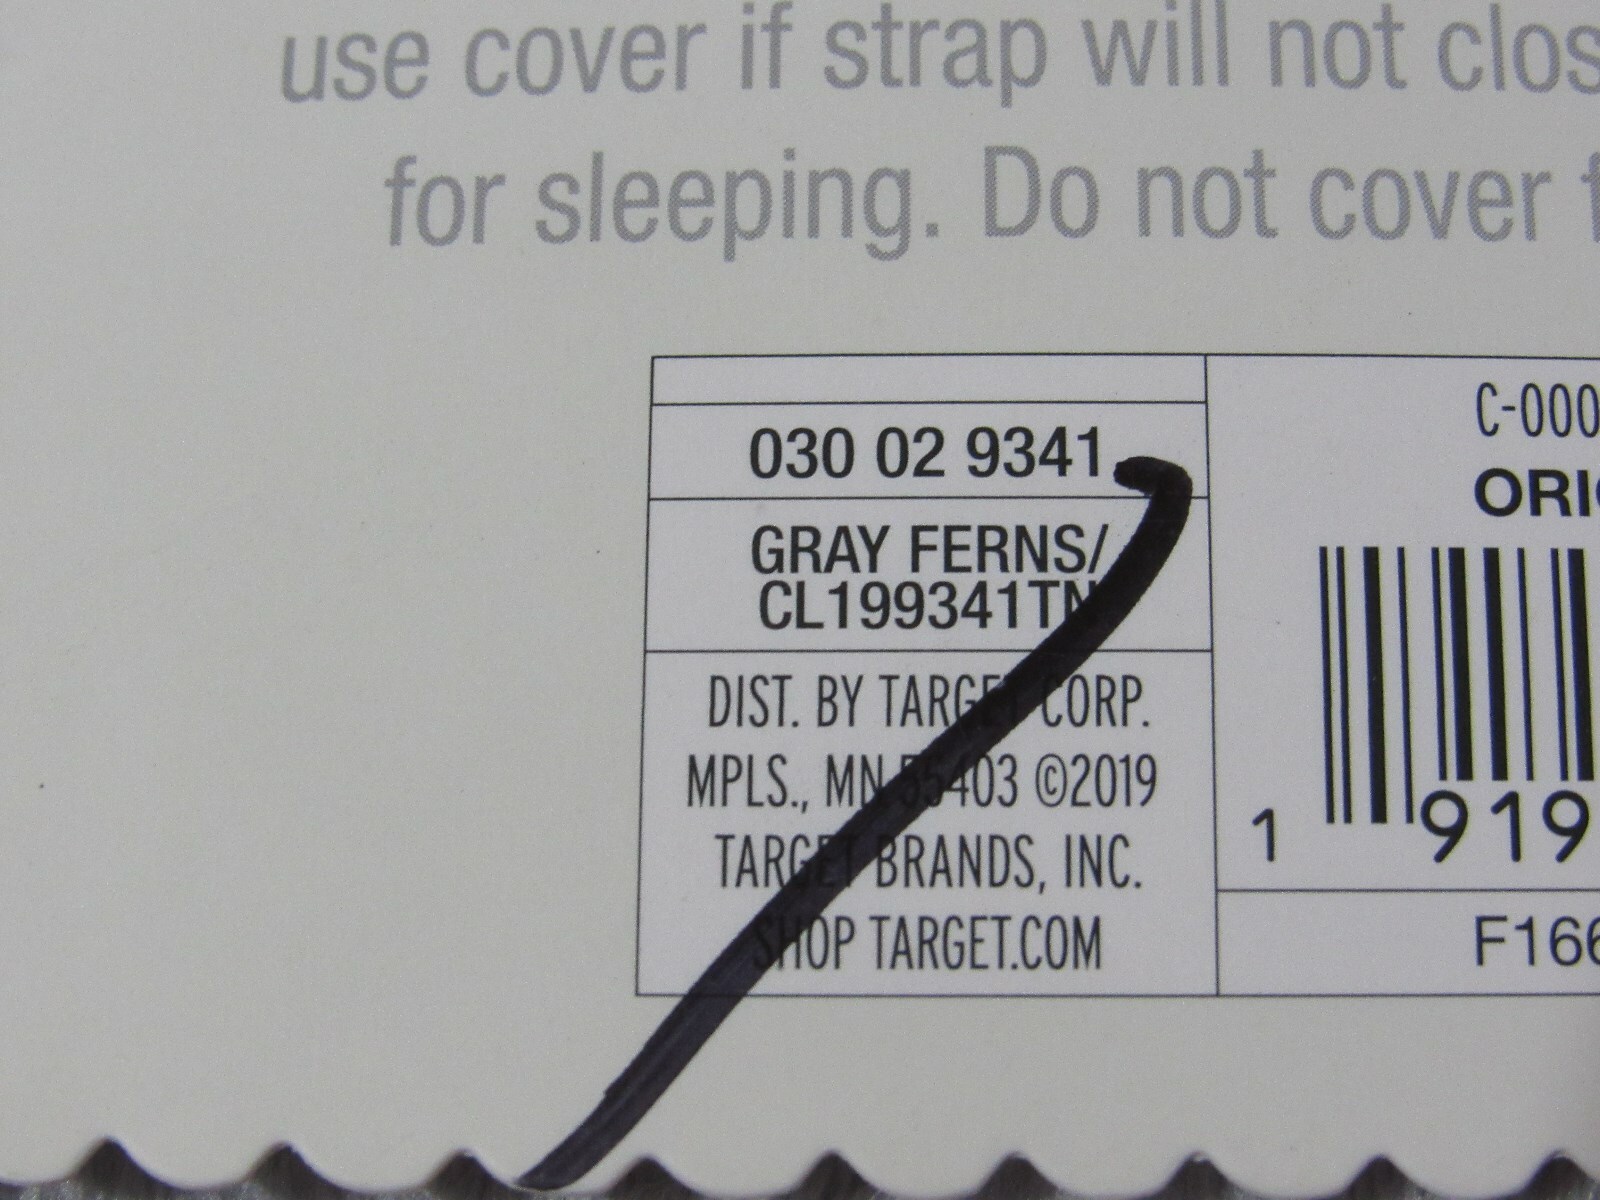 use cover if strap will not clos
for sleeping. Do not cover f
030 02 9341
GRAY FERNS/
CL199341TN
DIST. BY TARGET CORP.
MPLS., MN 55403 ©2019
TARGET BRANDS, INC.
SHOP TARGET.COM
C-000
ORIG
1 919
F166